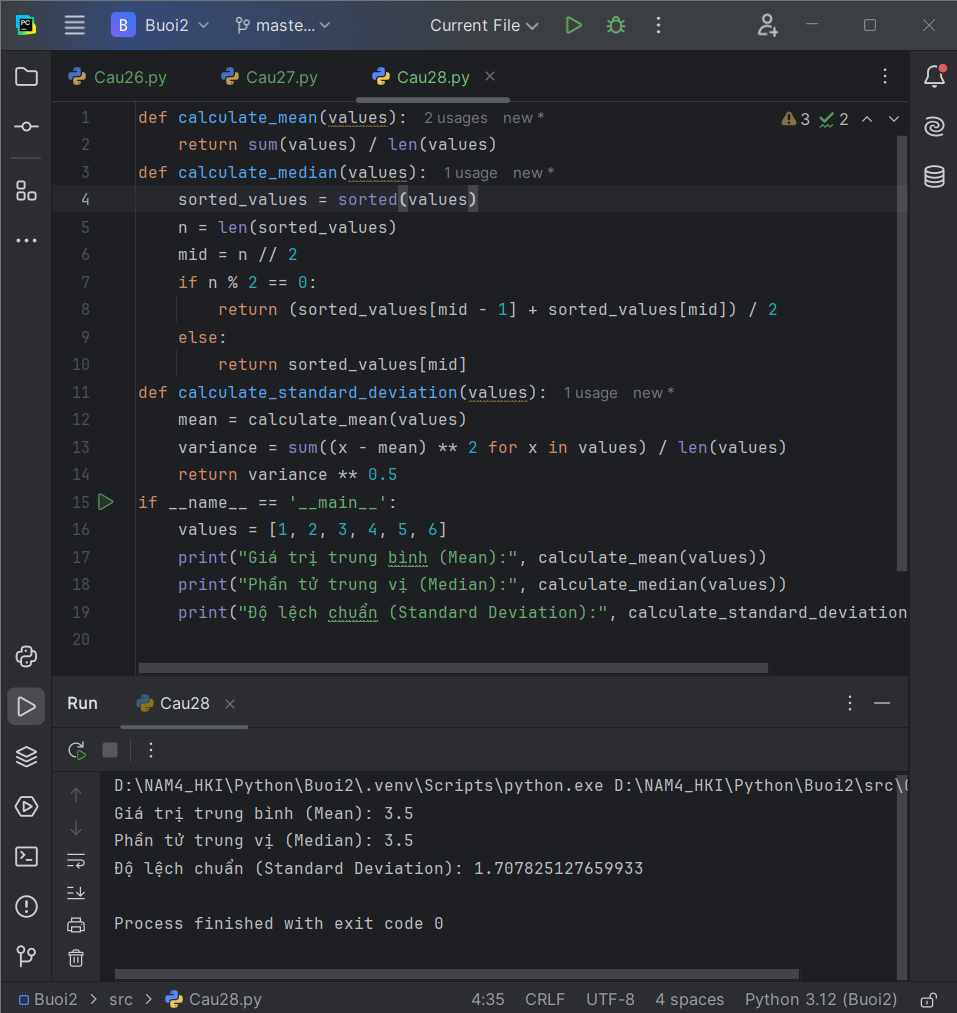 PC B Buoi2 maste... Current File
Cau26.py Cau27.py Cau28.py
1 def calculate_mean(values): 2 usages new *
3 2
2 return sum(values) / len(values)
3 def calculate_median(values): 1 usage new *
4 sorted_values = sorted(values)
5 n = len(sorted_values)
6 mid = n // 2
7 if n % 2 == 0:
8 return (sorted_values[mid - 1] + sorted_values[mid]) / 2
9 else:
10 return sorted_values[mid]
11 def calculate_standard_deviation(values): 1 usage new *
12 mean = calculate_mean(values)
13 variance = sum((x - mean) ** 2 for x in values) / len(values)
14 return variance ** 0.5
15 if __name__ == '__main__':
16 values = [1, 2, 3, 4, 5, 6]
17 print("Giá trị trung bình (Mean):", calculate_mean(values))
18 print("Phần tử trung vị (Median):", calculate_median(values))
19 print("Độ lệch chuẩn (Standard Deviation):", calculate_standard_deviation
20
Run Cau28
D:\NAM4_HKI\Python\Buoi2\.venv\Scripts\python.exe D:\NAM4_HKI\Python\Buoi2\src\
Giá trị trung bình (Mean): 3.5
Phần tử trung vị (Median): 3.5
Độ lệch chuẩn (Standard Deviation): 1.707825127659933
Process finished with exit code 0
Buoi2 > src > Cau28.py 4:35 CRLF UTF-8 4 spaces Python 3.12 (Buoi2)